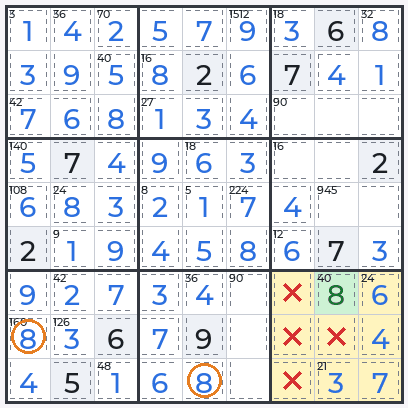 3 36 70 1512 18 32
1 4 2 5 7 9 3 6 8
40 16
3 9 5 8 2 6 7 4 1
42 27 90
7 6 8 1 3 4
140 18 16
5 7 4 9 6 3 2
108 24 8 5 224 945
6 8 3 2 1 7 4
9 12
2 1 9 4 5 8 6 7 3
42 36 90 40 24
9 2 7 3 4 8 6
160 126
8 3 6 7 9 4
48 21
4 5 1 6 8 3 7